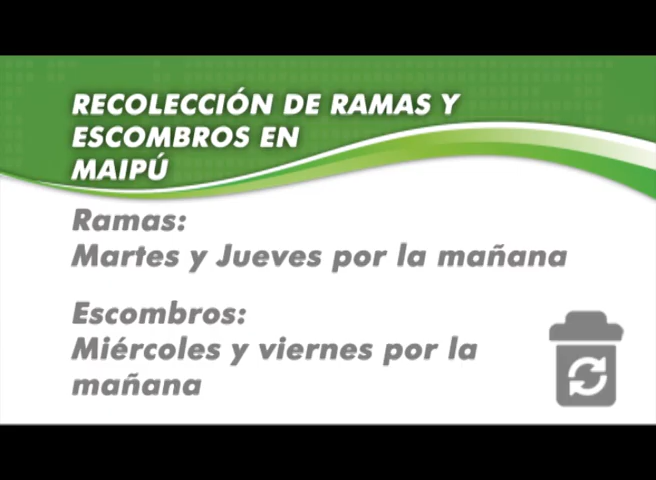 RECOLECCIÓN DE RAMAS Y
ESCOMBROS EN
MAIPÚ
Ramas:
Martes y Jueves por la mañana
Escombros:
Miércoles y viernes por la
mañana